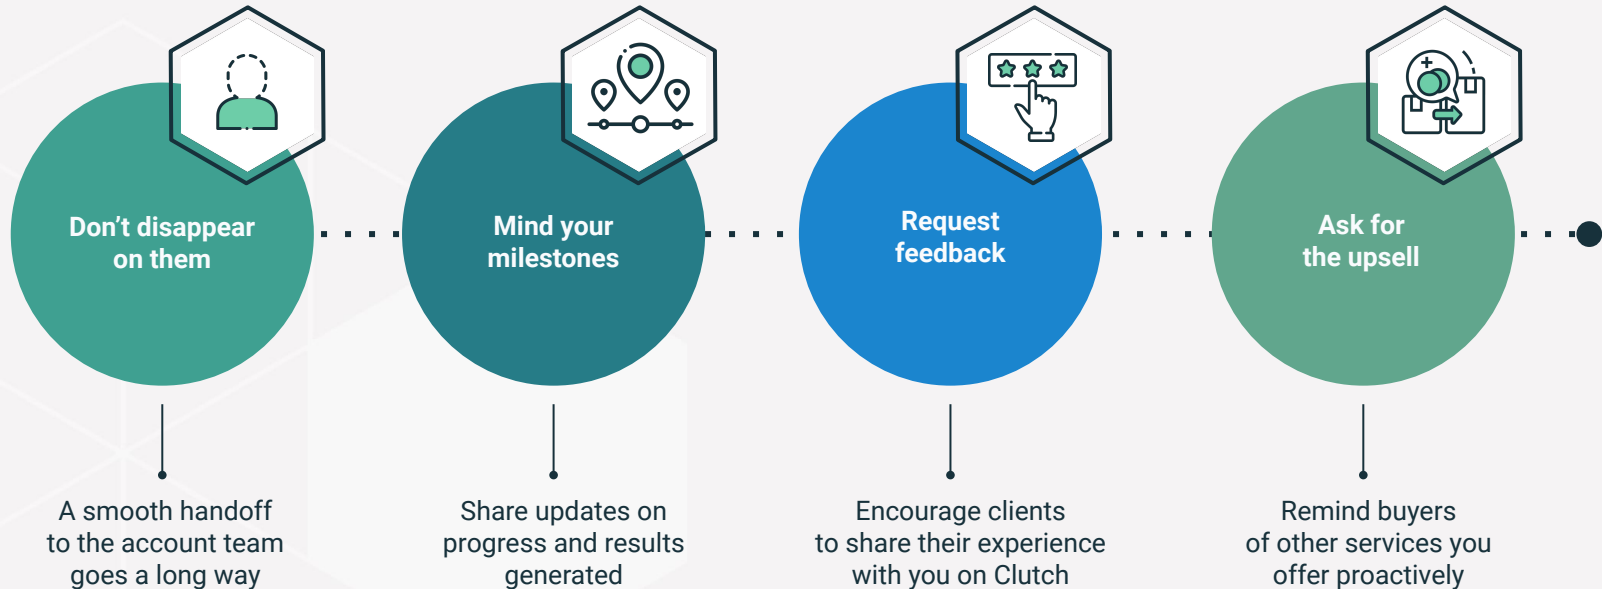 Don’t disappear
on them
Mind your
milestones
Request
feedback
Ask for
the upsell
A smooth handoff
to the account team
goes a long way
Share updates on
progress and results
generated
Encourage clients
to share their experience
with you on Clutch
Remind buyers
of other services you
offer proactively